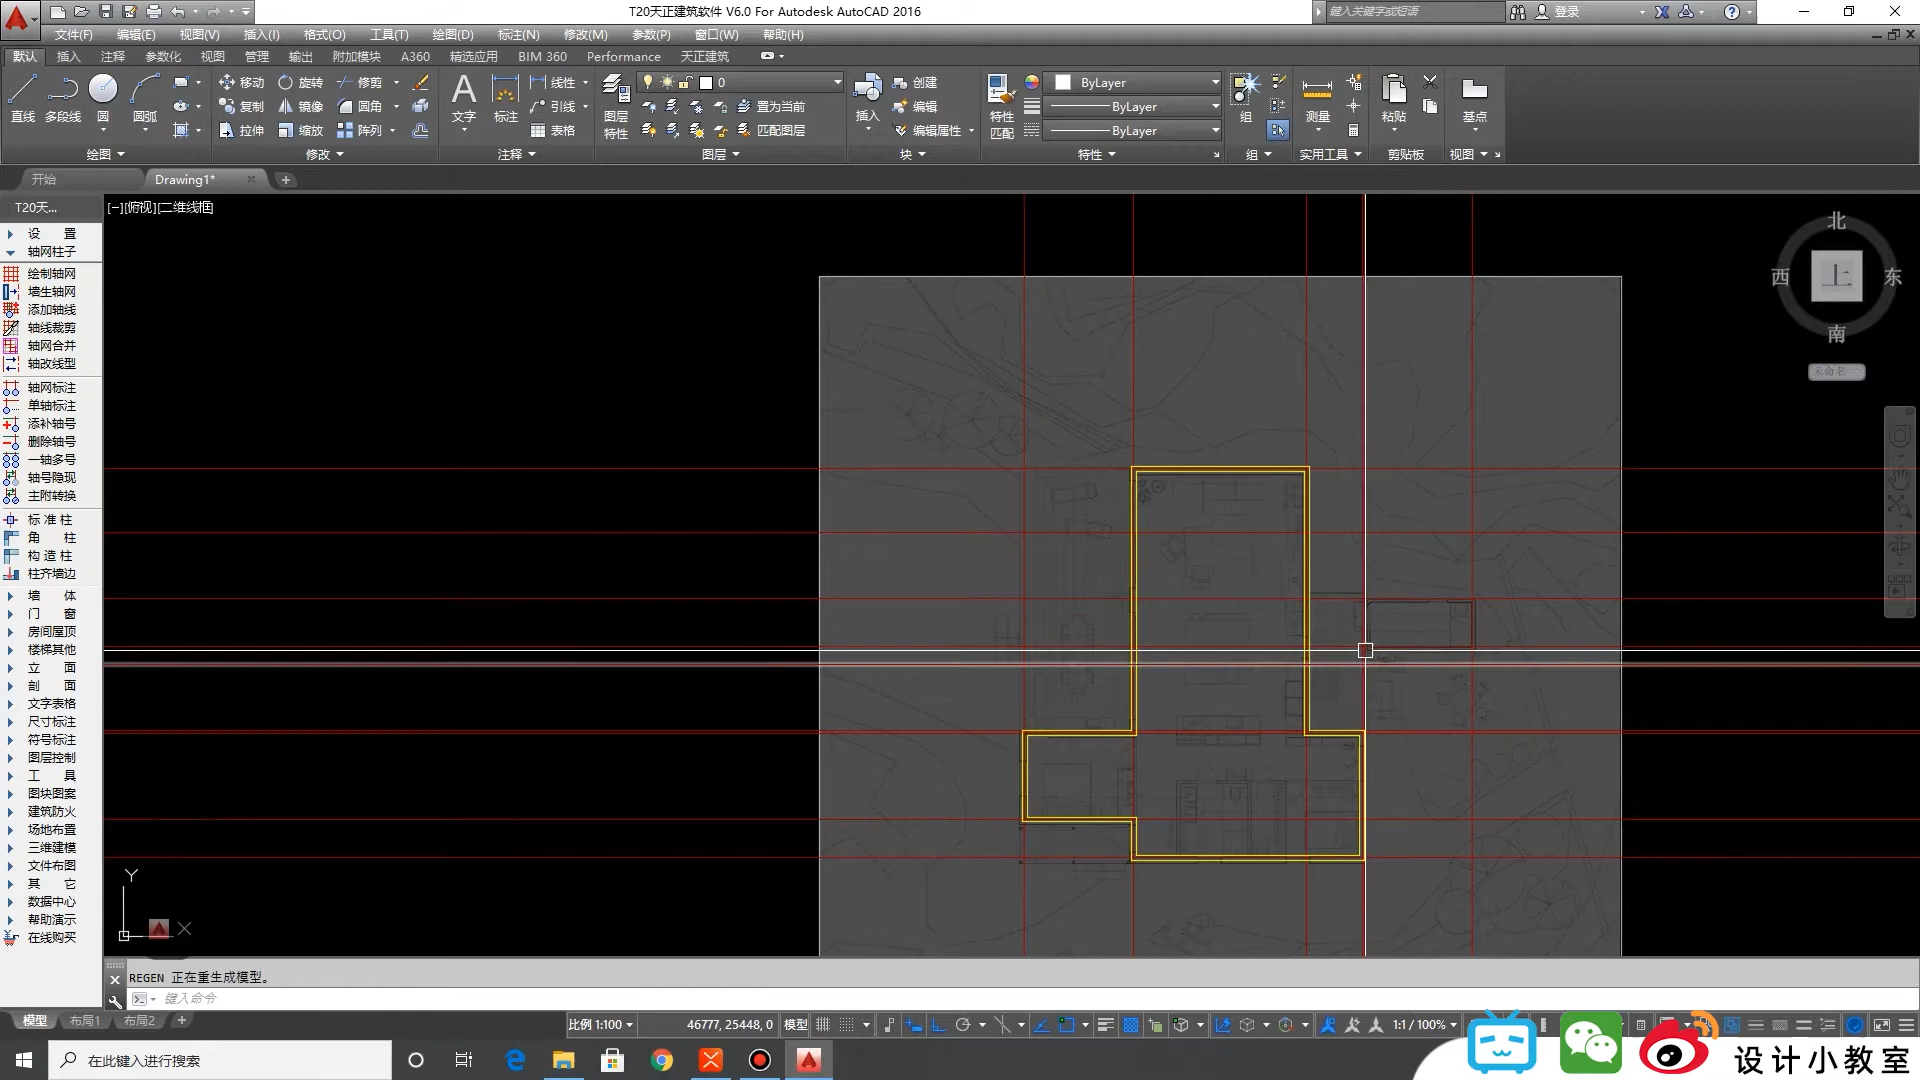 T20天正建筑软件 V6.0 For Autodesk AutoCAD 2016
键入关键字或短语
登录
文件(F) 编辑(E) 视图(V) 插入(I) 格式(O) 工具(T) 绘图(D) 标注(N) 修改(M) 参数(P) 窗口(W) 帮助(H)
默认 插入 注释 参数化 视图 管理 输出 附加模块 A360 精选应用 BIM 360 Performance 天正建筑
直线 多段线 圆 圆弧
移动 旋转 修剪
复制 镜像 圆角
拉伸 缩放 阵列
文字 标注
线性
引线
表格
图层
特性
0
置为当前
匹配图层
插入
创建
编辑
编辑属性
特性
匹配
ByLayer
ByLayer
ByLayer
组
测量
粘贴
基点
绘图 修改 注释 图层 块 特性 组 实用工具 剪贴板 视图
开始 Drawing1*
T20天...
[−][俯视][二维线框]
设 置
轴网柱子
绘制轴网
墙生轴网
添加轴线
轴线裁剪
轴网合并
轴改线型
轴网标注
单轴标注
添补轴号
删除轴号
一轴多号
轴号隐现
主附转换
标 准 柱
角 柱
构 造 柱
柱齐墙边
墙 体
门 窗
房间屋顶
楼梯其他
立 面
剖 面
文字表格
尺寸标注
符号标注
图层控制
工 具
图块图案
建筑防火
场地布置
三维建模
文件布图
其 它
数据中心
帮助演示
在线购买
北
西 上 东
南
未命名
Y
X
REGEN 正在重生成模型。
键入命令
模型 布局1 布局2
比例 1:100 46777, 25448, 0 模型 1:1 / 100%
在此键入进行搜索
设计小教室